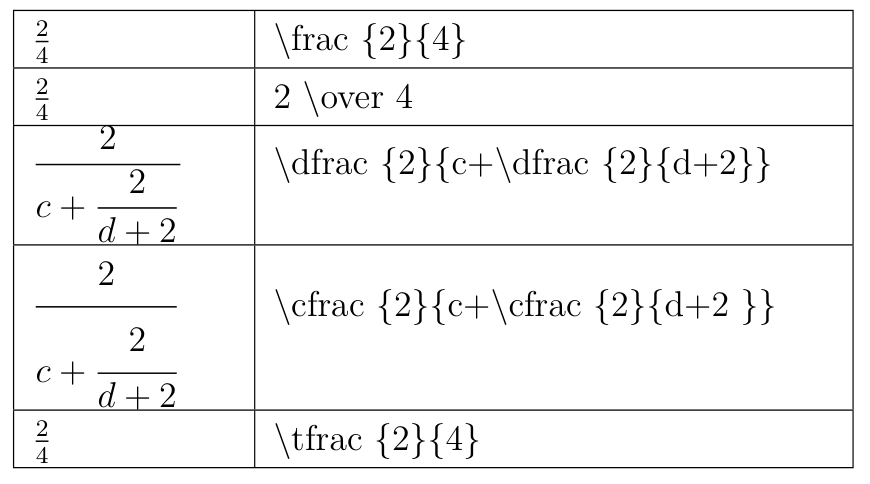 2/4 \frac {2}{4}
2/4 2 \over 4
2/(c + 2/(d + 2)) \dfrac {2}{c+\dfrac {2}{d+2}}
2/(c + 2/(d + 2)) \cfrac {2}{c+\cfrac {2}{d+2 }}
2/4 \tfrac {2}{4}